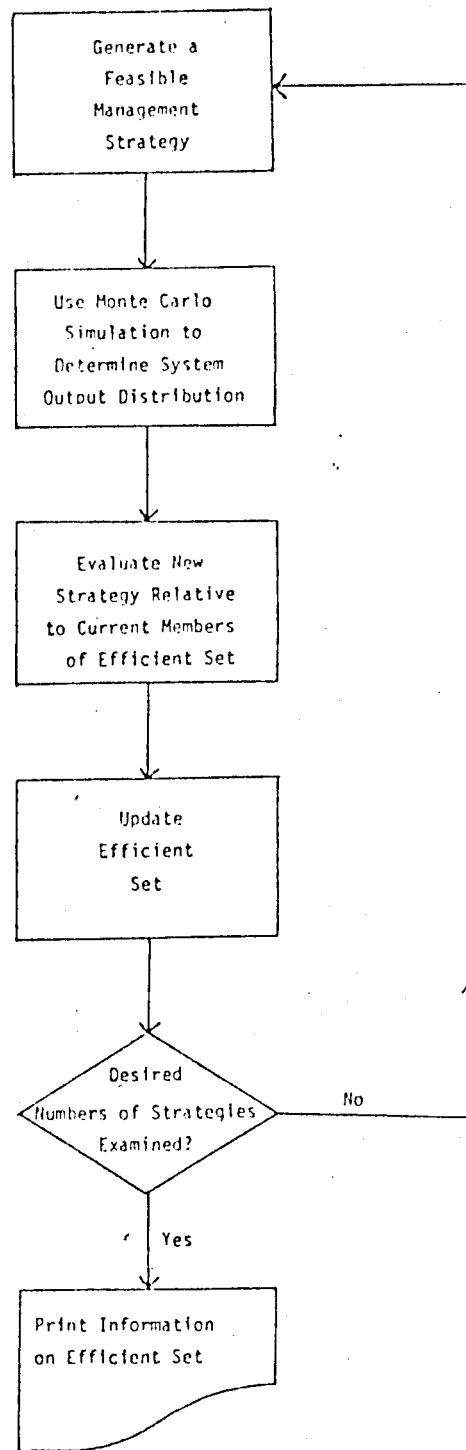 Generate a
Feasible
Management
Strategy
Use Monte Carlo
Simulation to
Determine System
Output Distribution
Evaluate New
Strategy Relative
to Current Members
of Efficient Set
Update
Efficient
Set
Desired
Numbers of Strategies
Examined?
No
Yes
Print Information
on Efficient Set